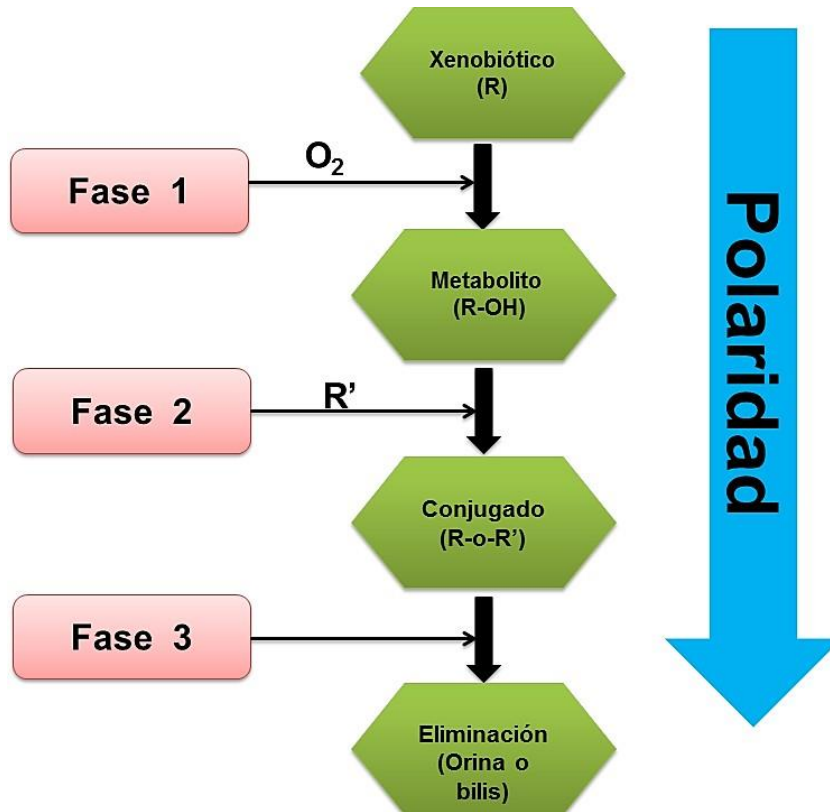 Xenobiótico
(R)
O₂
Fase 1
Metabolito
(R-OH)
Fase 2
R’
Conjugado
(R-o-R’)
Fase 3
Eliminación
(Orina o
bilis)
Polaridad